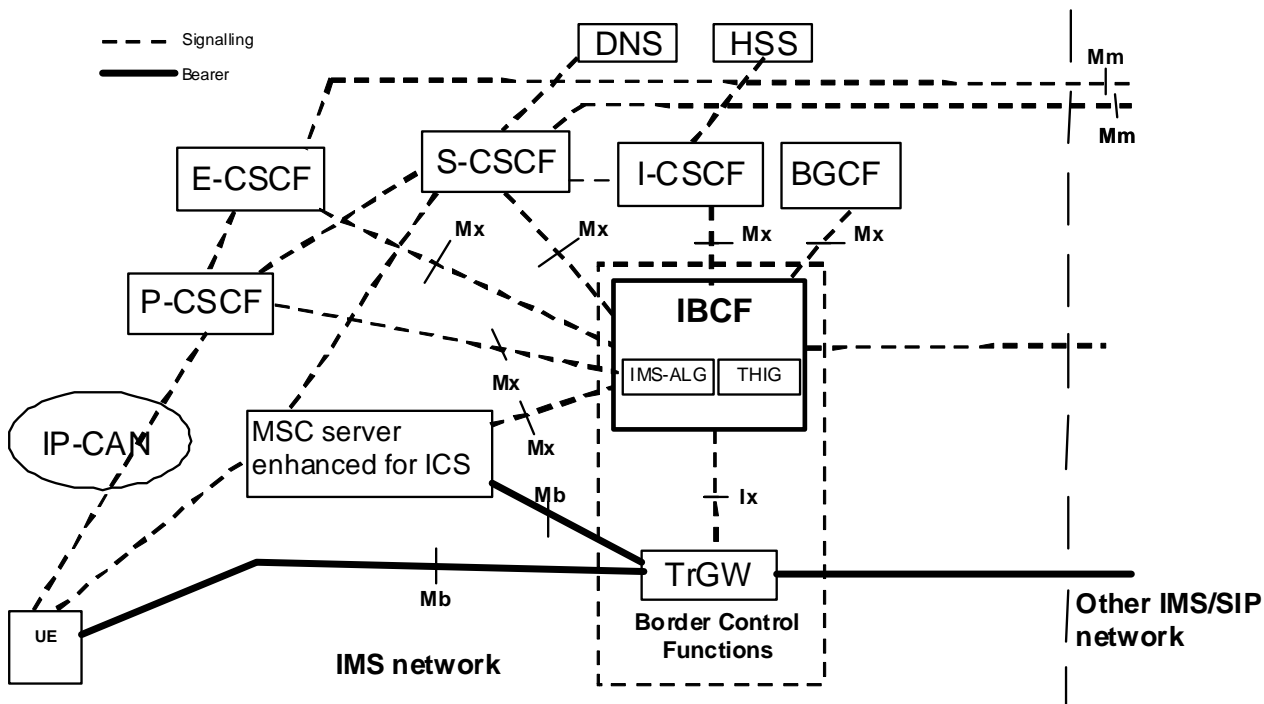 Signalling
Bearer
DNS
HSS
Mm
Mm
E-CSCF
S-CSCF
I-CSCF
BGCF
Mx
Mx
Mx
Mx
P-CSCF
IBCF
IMS-ALG
THIG
Mx
Mx
IP-CAN
MSC server
enhanced for ICS
Mb
Ix
TrGW
Mb
Border Control
Functions
UE
IMS network
Other IMS/SIP
network